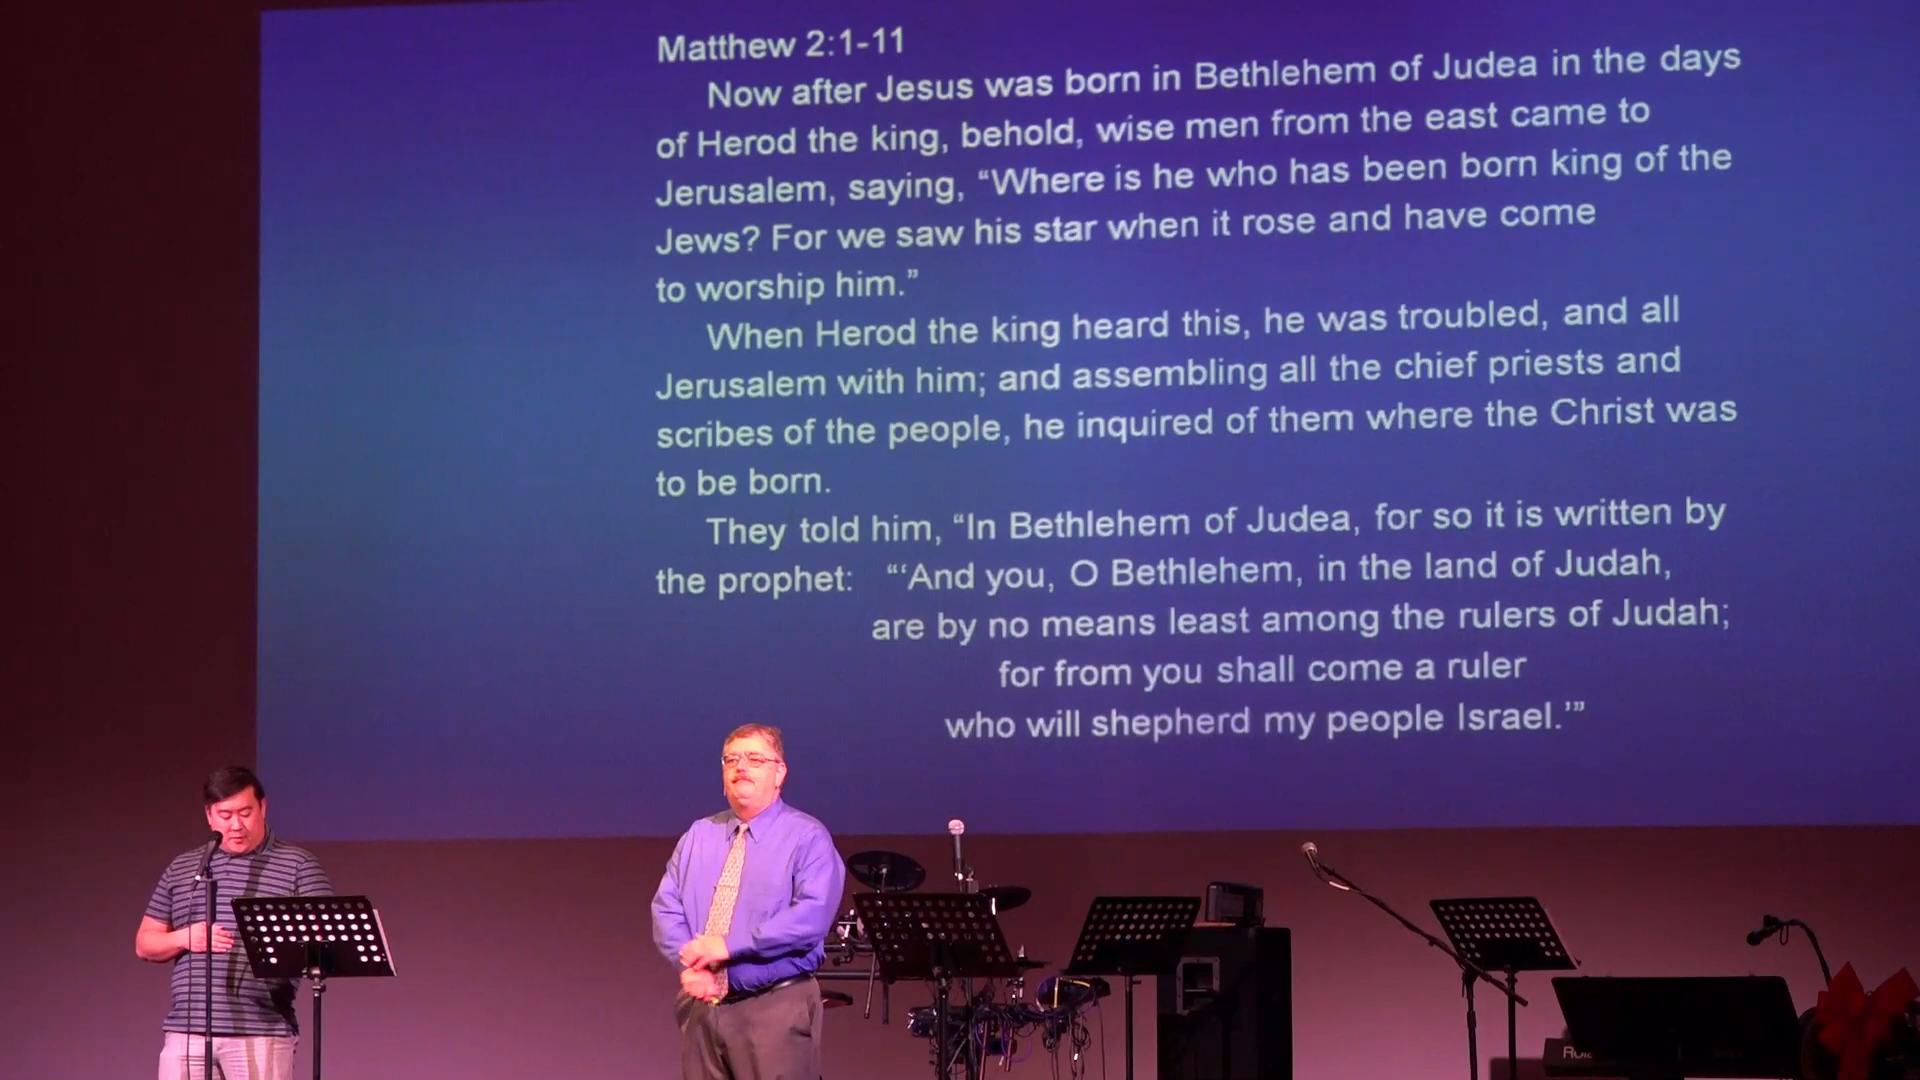 Matthew 2:1-11
Now after Jesus was born in Bethlehem of Judea in the days
of Herod the king, behold, wise men from the east came to
Jerusalem, saying, “Where is he who has been born king of the
Jews? For we saw his star when it rose and have come
to worship him.”
When Herod the king heard this, he was troubled, and all
Jerusalem with him; and assembling all the chief priests and
scribes of the people, he inquired of them where the Christ was
to be born.
They told him, “In Bethlehem of Judea, for so it is written by
the prophet: “‘And you, O Bethlehem, in the land of Judah,
are by no means least among the rulers of Judah;
for from you shall come a ruler
who will shepherd my people Israel.’”